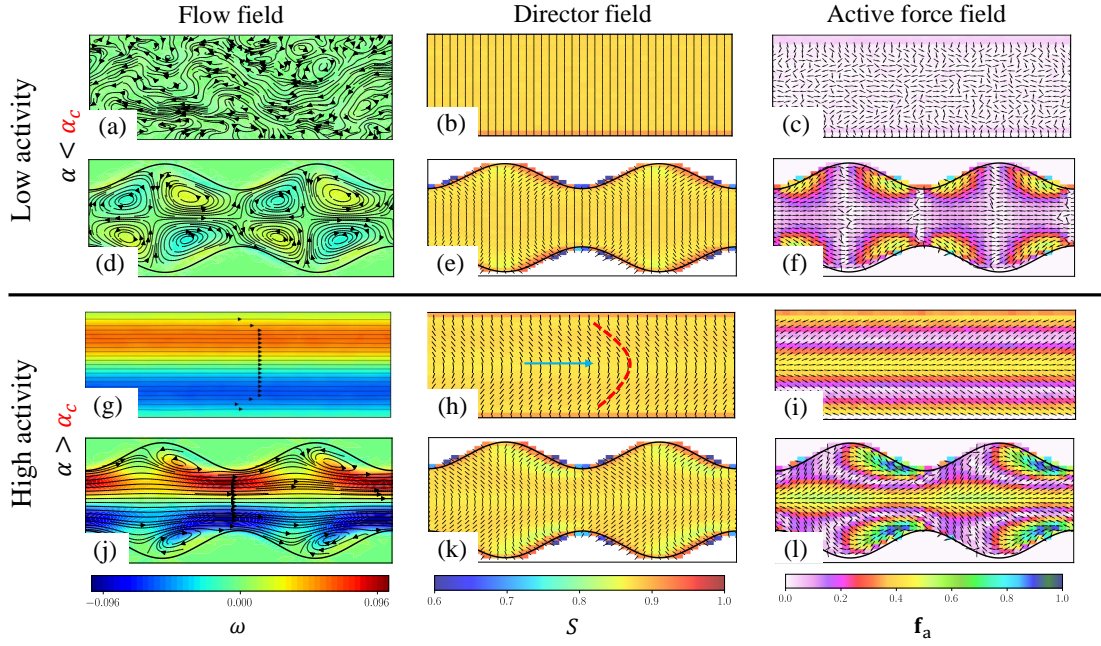 Flow field
Director field
Active force field
Low activity
α < α_c
(a)
(b)
(c)
(d)
(e)
(f)
High activity
α > α_c
(g)
(h)
(i)
(j)
(k)
(l)
−0.096 0.000 0.096
ω
0.6 0.7 0.8 0.9 1.0
S
0.0 0.2 0.4 0.6 0.8 1.0
f_a